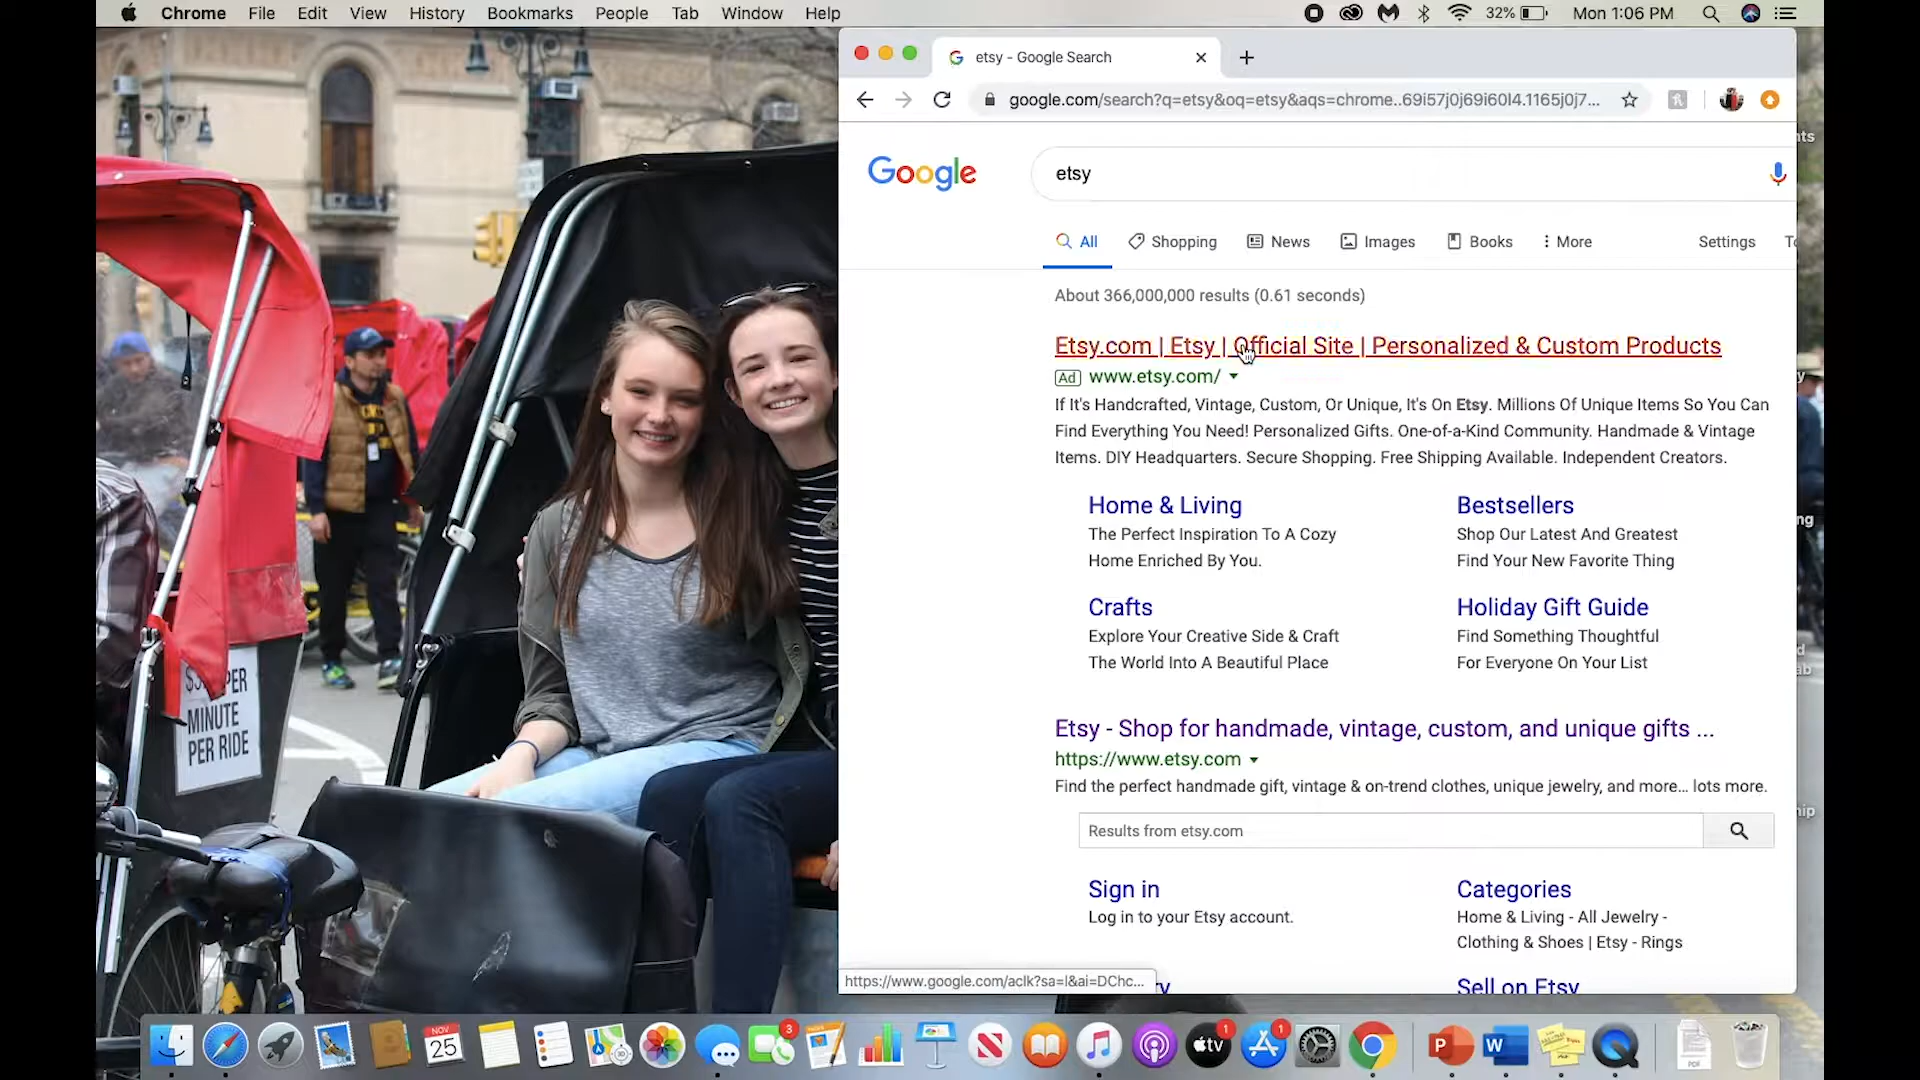 Chrome File Edit View History Bookmarks People Tab Window Help
32% Mon 1:06 PM
etsy - Google Search
google.com/search?q=etsy&oq=etsy&aqs=chrome..69i57j0j69i60l4.1165j0j7...
Google
etsy
All Shopping News Images Books More Settings
About 366,000,000 results (0.61 seconds)
Etsy.com | Etsy | Official Site | Personalized & Custom Products
Ad www.etsy.com/
If It's Handcrafted, Vintage, Custom, Or Unique, It's On Etsy. Millions Of Unique Items So You Can
Find Everything You Need! Personalized Gifts. One-of-a-Kind Community. Handmade & Vintage
Items. DIY Headquarters. Secure Shopping. Free Shipping Available. Independent Creators.
Home & Living
The Perfect Inspiration To A Cozy
Home Enriched By You.
Bestsellers
Shop Our Latest And Greatest
Find Your New Favorite Thing
Crafts
Explore Your Creative Side & Craft
The World Into A Beautiful Place
Holiday Gift Guide
Find Something Thoughtful
For Everyone On Your List
Etsy - Shop for handmade, vintage, custom, and unique gifts ...
https://www.etsy.com
Find the perfect handmade gift, vintage & on-trend clothes, unique jewelry, and more... lots more.
Results from etsy.com
Sign in
Log in to your Etsy account.
Categories
Home & Living - All Jewelry -
Clothing & Shoes | Etsy - Rings
Sell on Etsy
https://www.google.com/aclk?sa=l&ai=DChc...
PER
MINUTE
PER RIDE
NOV
25
3
tv
1
1
P
W
PDF